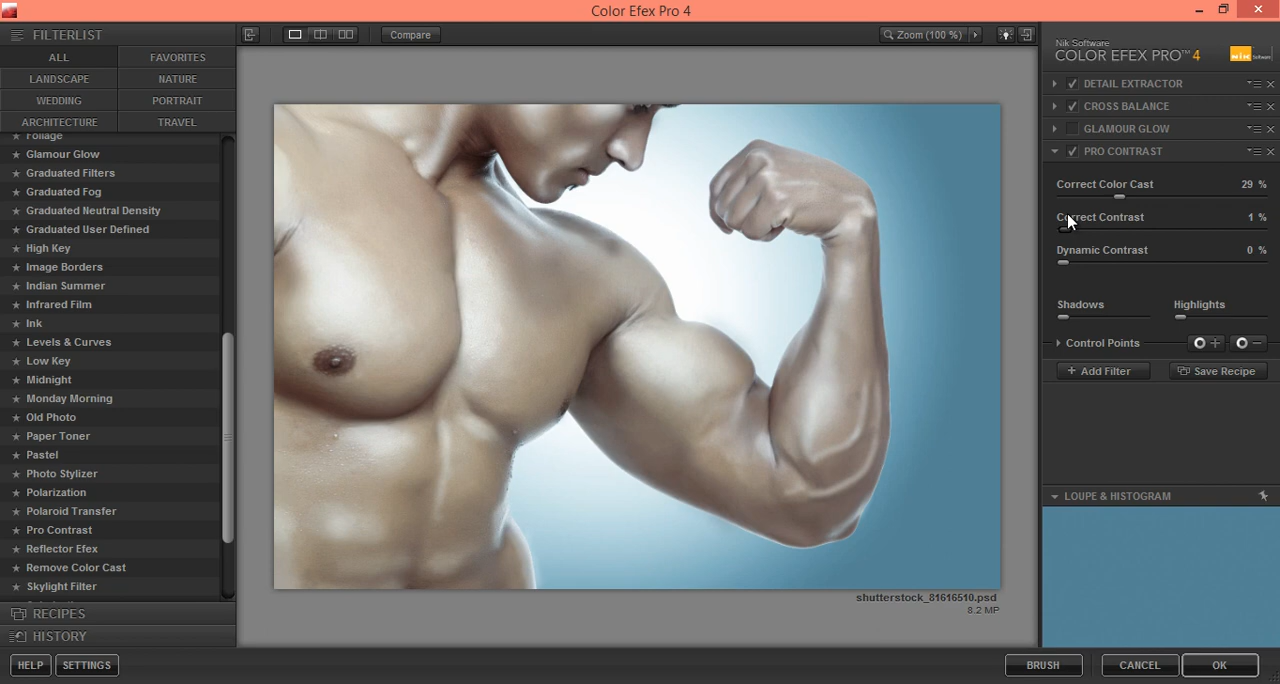 Color Efex Pro 4
FILTERLIST
ALL
FAVORITES
LANDSCAPE
NATURE
WEDDING
PORTRAIT
ARCHITECTURE
TRAVEL
Foliage
Glamour Glow
Graduated Filters
Graduated Fog
Graduated Neutral Density
Graduated User Defined
High Key
Image Borders
Indian Summer
Infrared Film
Ink
Levels & Curves
Low Key
Midnight
Monday Morning
Old Photo
Paper Toner
Pastel
Photo Stylizer
Polarization
Polaroid Transfer
Pro Contrast
Reflector Efex
Remove Color Cast
Skylight Filter
RECIPES
HISTORY
HELP
SETTINGS
Compare
Zoom (100 %)
shutterstock_81616510.psd
8.2 MP
Nik Software
COLOR EFEX PRO™ 4
Nik Software
DETAIL EXTRACTOR
CROSS BALANCE
GLAMOUR GLOW
PRO CONTRAST
Correct Color Cast 29 %
Correct Contrast 1 %
Dynamic Contrast 0 %
Shadows
Highlights
Control Points
+ Add Filter
Save Recipe
LOUPE & HISTOGRAM
BRUSH
CANCEL
OK